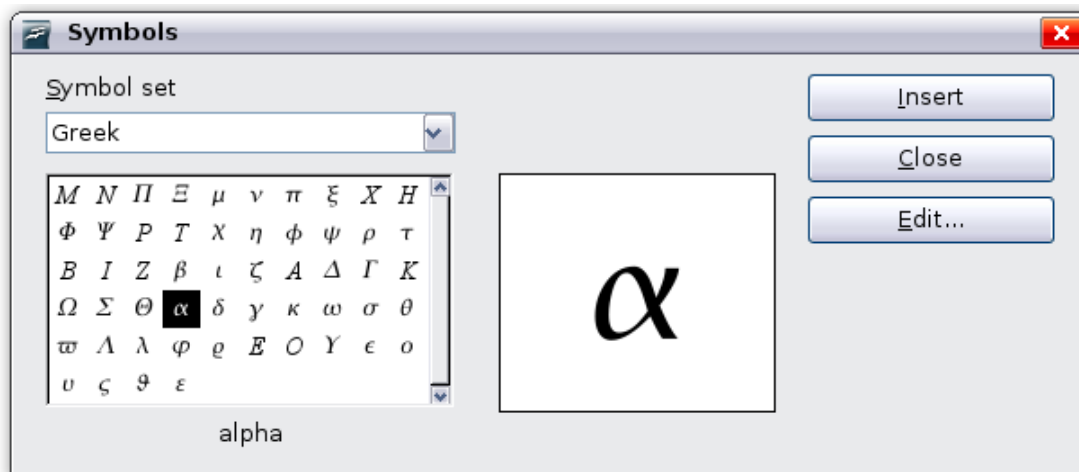 Symbols
Symbol set
Greek
Μ Ν Π Ξ μ ν π ξ Χ Η
Φ Ψ Ρ Τ χ η ϕ ψ ρ τ
Β Ι Ζ β ι ζ Α Δ Γ Κ
Ω Σ Θ α δ γ κ ω σ θ
ϖ Λ λ φ ϱ Ε Ο Υ ϵ ο
υ ς ϑ ε
alpha
α
Insert
Close
Edit...